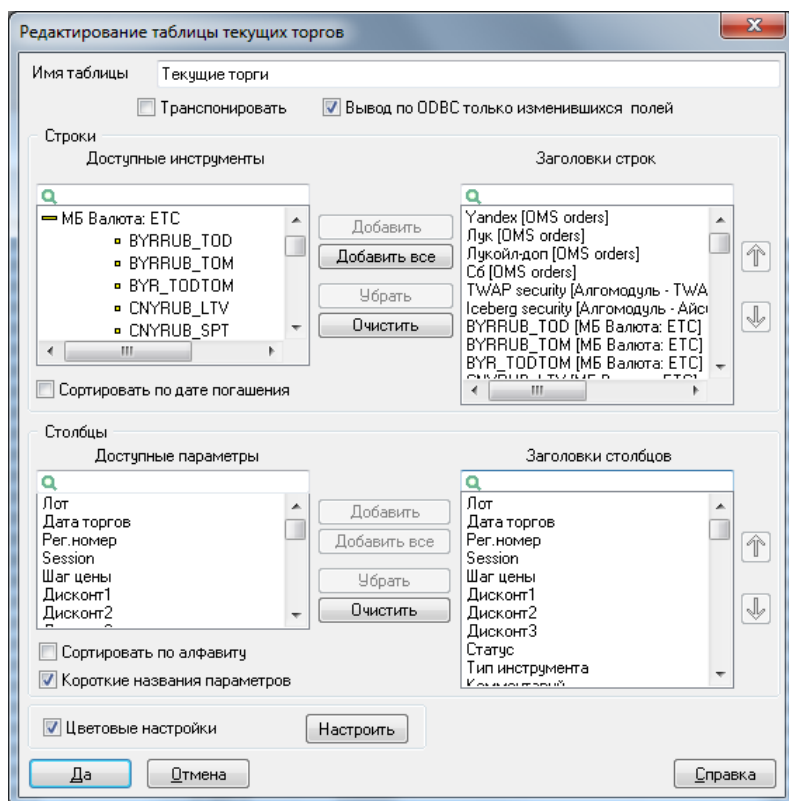 Редактирование таблицы текущих торгов
Имя таблицы Текущие торги
Транспонировать Вывод по ODBC только изменившихся полей
Строки
Доступные инструменты
МБ Валюта: ETC
BYRRUB_TOD
BYRRUB_TOM
BYR_TODTOM
CNYRUB_LTV
CNYRUB_SPT
Сортировать по дате погашения
Добавить
Добавить все
Убрать
Очистить
Заголовки строк
Yandex [OMS orders]
Лук [OMS orders]
Лукойл-доп [OMS orders]
Сб [OMS orders]
TWAP security [Алгомодуль - TWA
Iceberg security [Алгомодуль - Айс
BYRRUB_TOD [МБ Валюта: ETC]
BYRRUB_TOM [МБ Валюта: ETC]
BYR_TODTOM [МБ Валюта: ETC]
CNYRUB_LTV [МБ Валюта: ETC]
Столбцы
Доступные параметры
Лот
Дата торгов
Рег.номер
Session
Шаг цены
Дисконт1
Дисконт2
Сортировать по алфавиту
Короткие названия параметров
Добавить
Добавить все
Убрать
Очистить
Заголовки столбцов
Лот
Дата торгов
Рег.номер
Session
Шаг цены
Дисконт1
Дисконт2
Дисконт3
Статус
Тип инструмента
Комментарий
Цветовые настройки Настроить
Да Отмена Справка